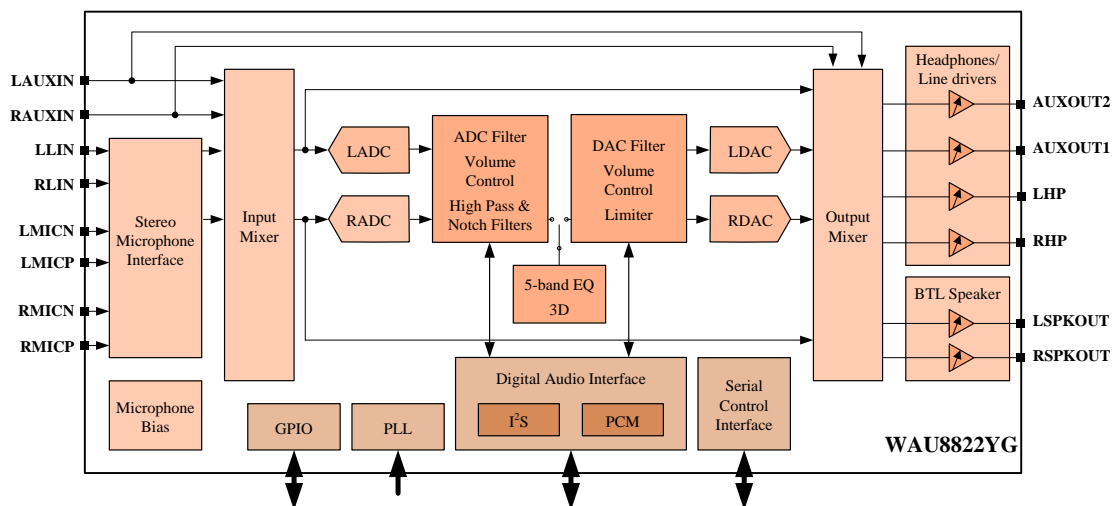 LAUXIN
RAUXIN
LLIN
RLIN
LMICN
LMICP
RMICN
RMICP
Stereo
Microphone
Interface
Microphone
Bias
Input
Mixer
LADC
RADC
ADC Filter
Volume
Control
High Pass &
Notch Filters
DAC Filter
Volume
Control
Limiter
5-band EQ
3D
LDAC
RDAC
Output
Mixer
Headphones/
Line drivers
BTL Speaker
AUXOUT2
AUXOUT1
LHP
RHP
LSPKOUT
RSPKOUT
GPIO
PLL
Digital Audio Interface
I²S
PCM
Serial
Control
Interface
WAU8822YG